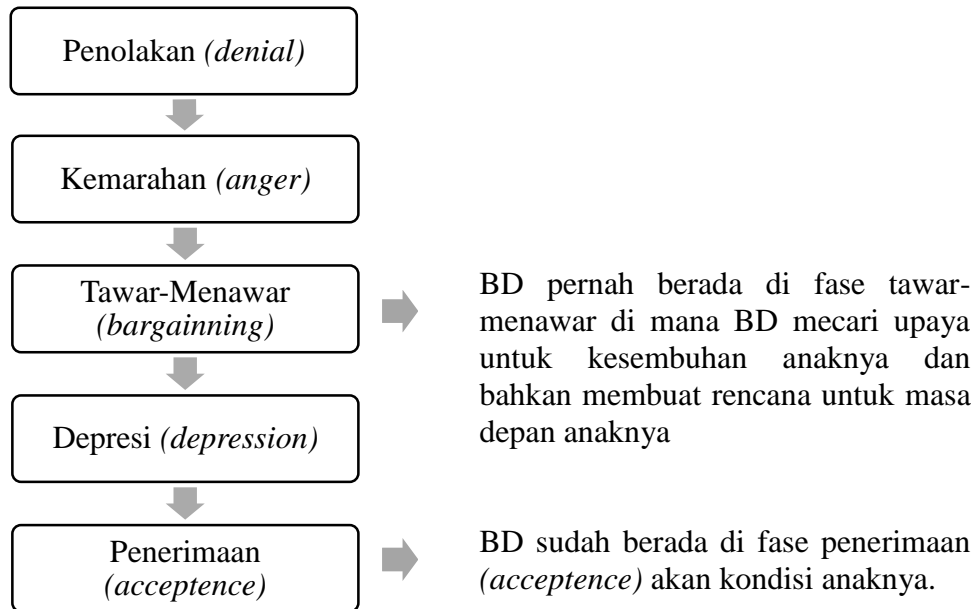 Penolakan (denial)
Kemarahan (anger)
Tawar-Menawar
(bargainning)
BD pernah berada di fase tawar-
menawar di mana BD mecari upaya
untuk kesembuhan anaknya dan
bahkan membuat rencana untuk masa
depan anaknya
Depresi (depression)
Penerimaan
(acceptence)
BD sudah berada di fase penerimaan
(acceptence) akan kondisi anaknya.